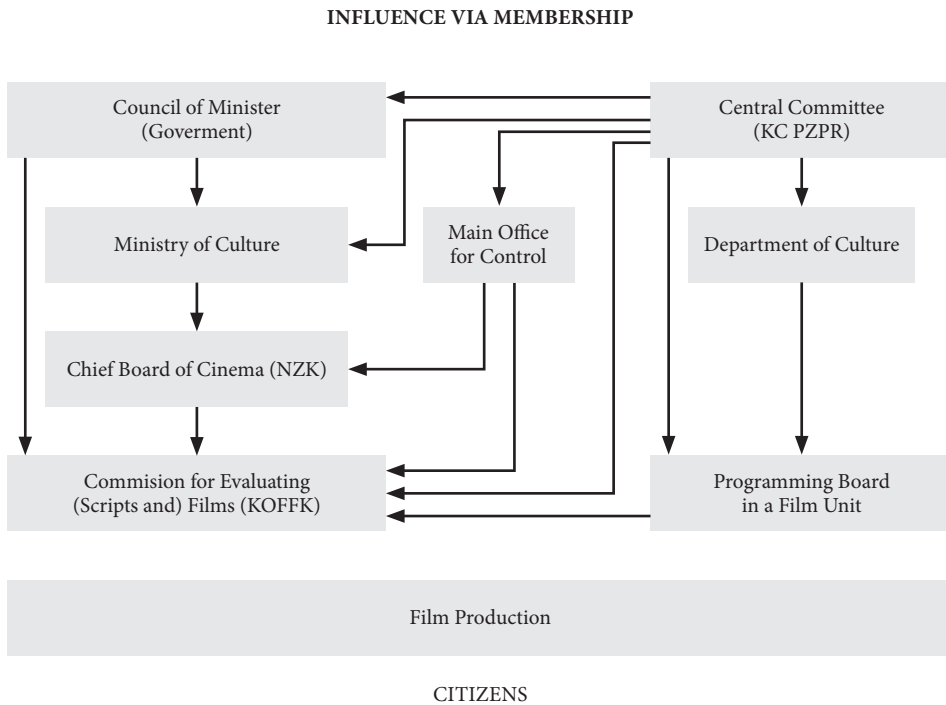 INFLUENCE VIA MEMBERSHIP
Council of Minister
(Goverment)
Central Committee
(KC PZPR)
Ministry of Culture
Main Office
for Control
Department of Culture
Chief Board of Cinema (NZK)
Commision for Evaluating
(Scripts and) Films (KOFFK)
Programming Board
in a Film Unit
Film Production
CITIZENS